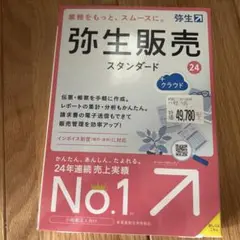 業務をもっと、スムーズに。
弥生
弥生販売
スタンダード
24
+クラウド
伝票・帳票を手軽に作成。
レポートの集計・分析もかんたん。
請求書の電子送信もできて
販売管理を効率アップ!
49,780
インボイス制度に対応
かんたん、あんしん、たよれる。
24年連続 売上実績
No.1